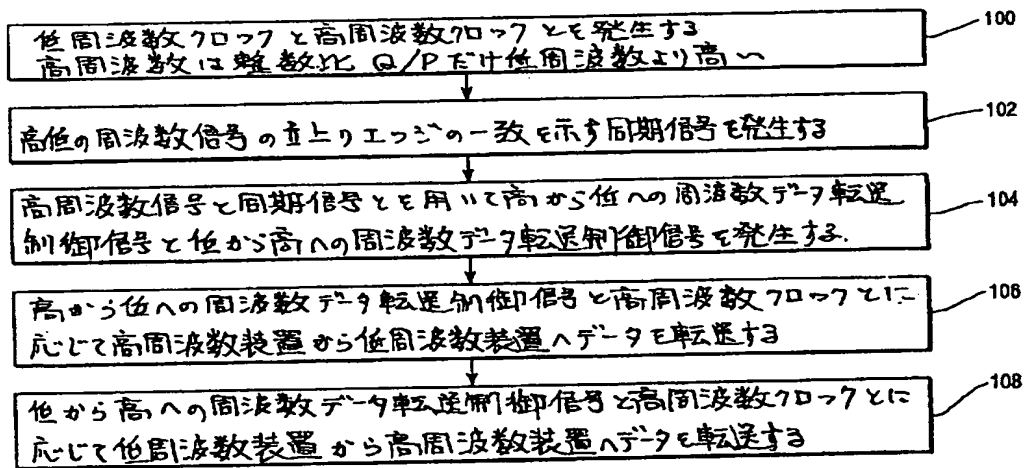 低周波数クロックと高周波数クロックとを発生する
高周波数は整数比 Q/Pだけ低周波数より高い
100
高低の周波数信号の立上りエッジの一致を示す同期信号を発生する
102
高周波数信号と同期信号とを用いて高から低への周波数データ転送
制御信号と低から高への周波数データ転送制御信号を発生する.
104
高から低への周波数データ転送制御信号と高周波数クロックとに
応じて高周波数装置から低周波数装置へデータを転送する
106
低から高への周波数データ転送制御信号と高周波数クロックとに
応じて低周波数装置から高周波数装置へデータを転送する
108